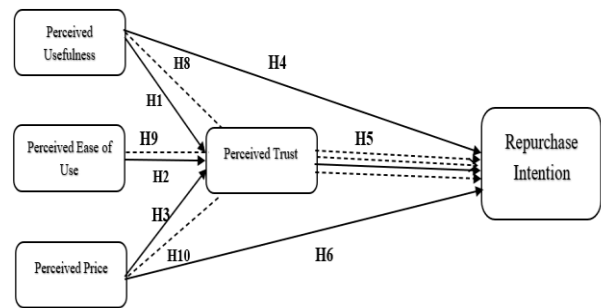 Perceived
Usefulness
H8
H4
H1
H9
H5
Perceived Ease of
Use
Perceived Trust
Repurchase
Intention
H2
H3
Perceived Price
H10
H6